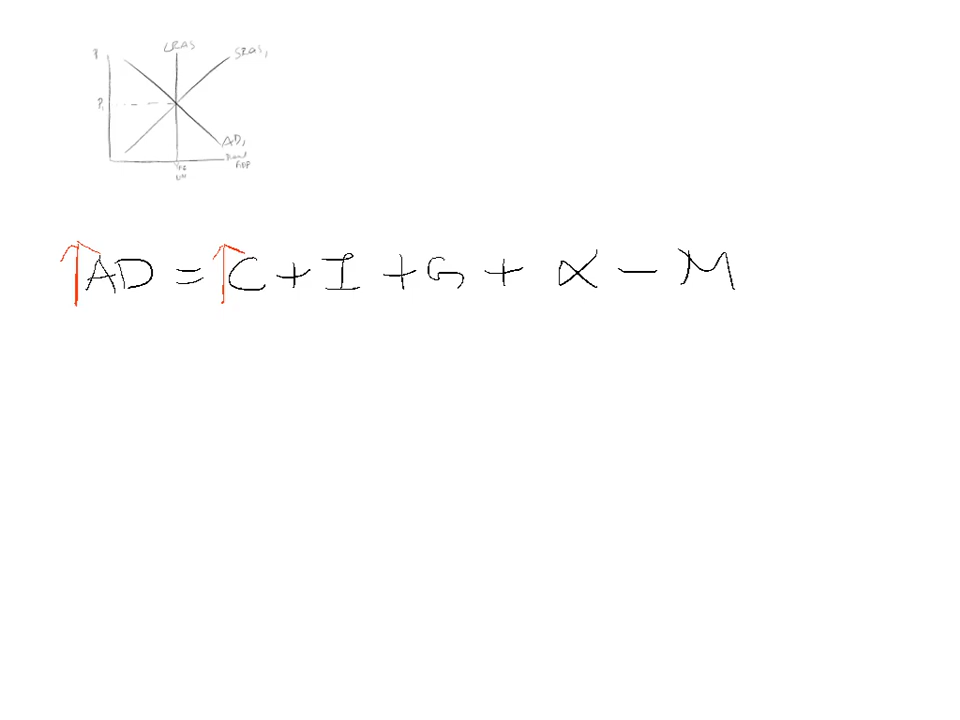 P
LRAS
SRAS₁
P₁
AD₁
Real
GDP
↑AD = ↑C + I + G + X - M